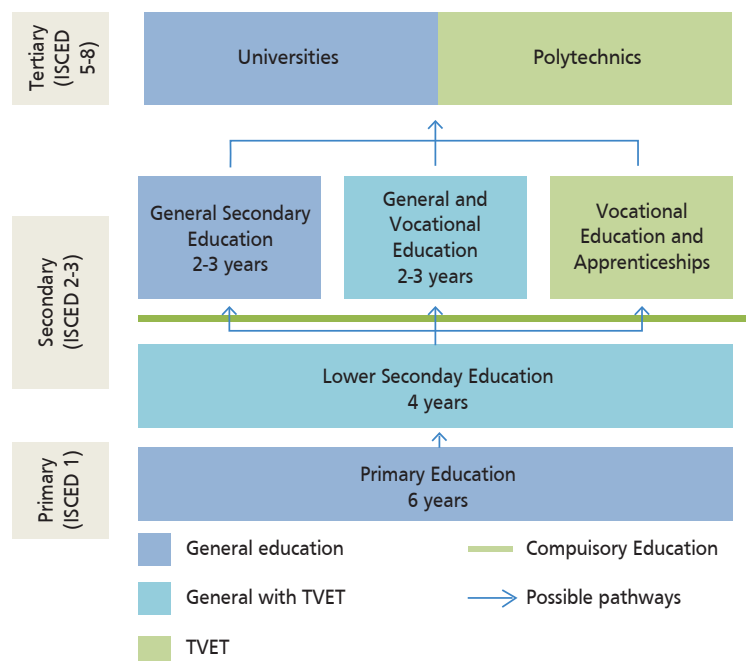 Tertiary
(ISCED
5-8)
Universities
Polytechnics
Secondary
(ISCED 2-3)
General Secondary
Education
2-3 years
General and
Vocational
Education
2-3 years
Vocational
Education and
Apprenticeships
Lower Seconday Education
4 years
Primary
(ISCED 1)
Primary Education
6 years
General education
Compuisory Education
General with TVET
Possible pathways
TVET